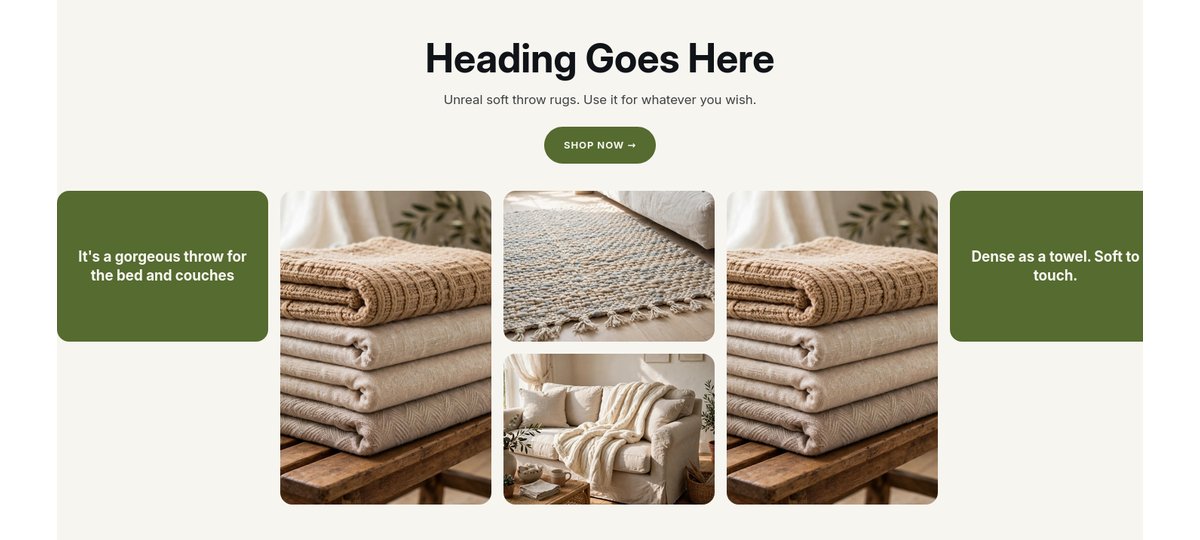 Heading Goes Here
Unreal soft throw rugs. Use it for whatever you wish.
SHOP NOW →
It's a gorgeous throw for
the bed and couches
Dense as a towel. Soft to
touch.